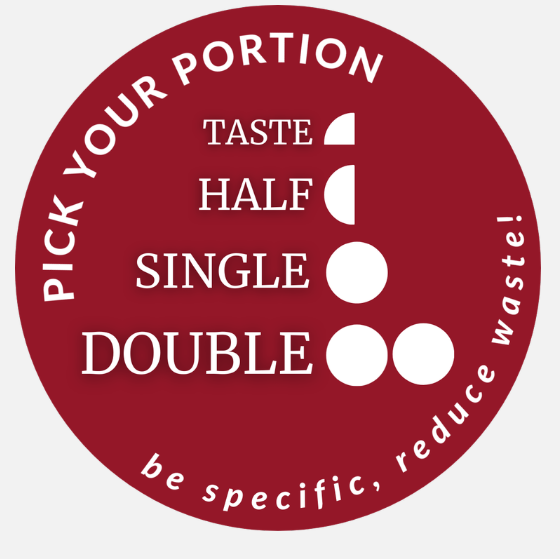 PICK YOUR PORTION
TASTE
HALF
SINGLE
DOUBLE
be specific, reduce waste!